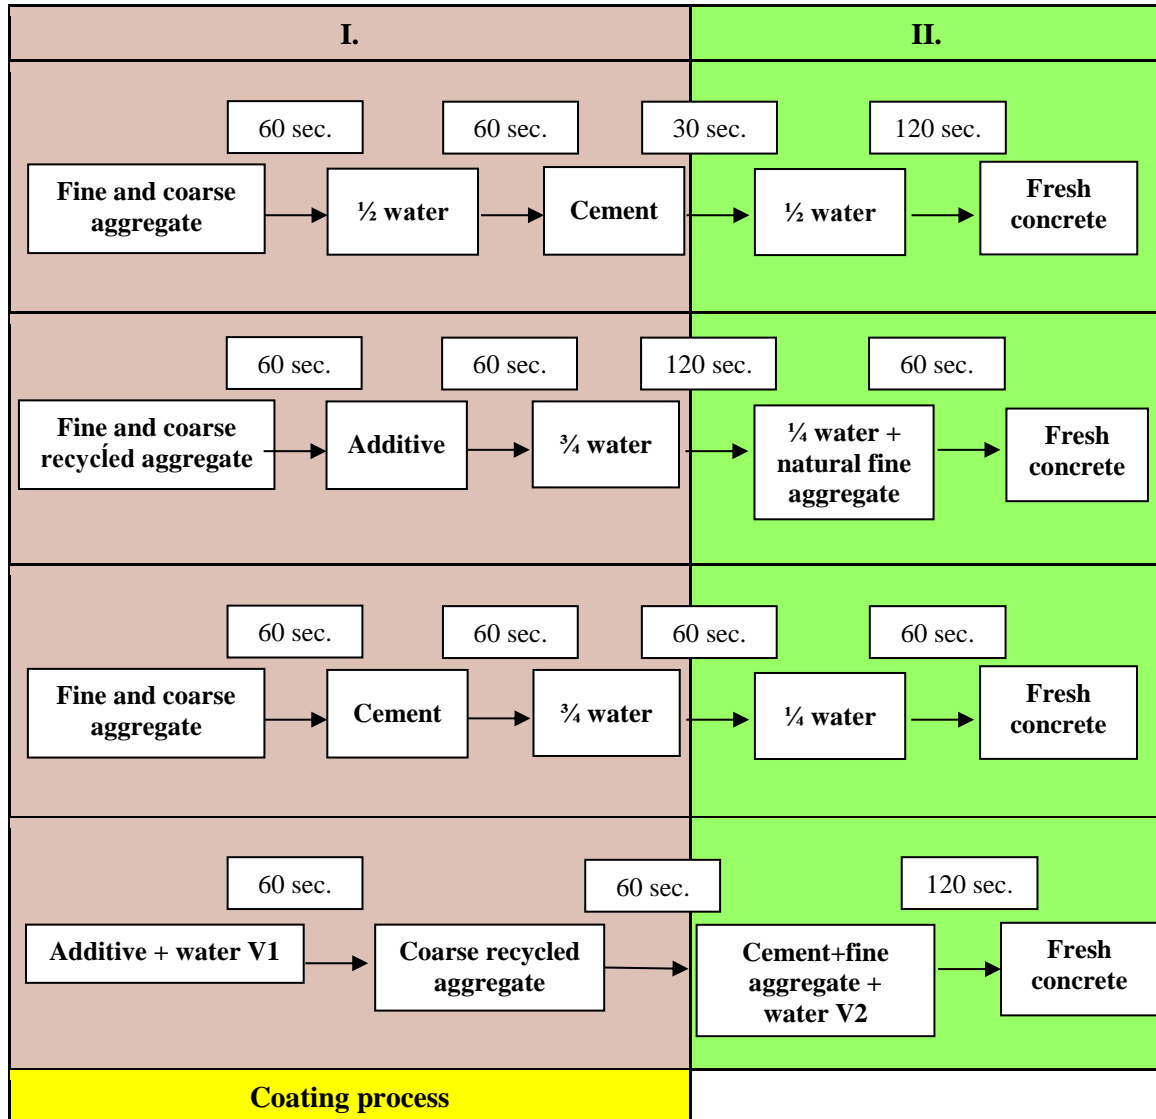 I.
II.
60 sec.
60 sec.
30 sec.
120 sec.
Fine and coarse
aggregate
½ water
Cement
½ water
Fresh
concrete
60 sec.
60 sec.
120 sec.
60 sec.
Fine and coarse
recycled aggregate
Additive
¾ water
¼ water +
natural fine
aggregate
Fresh
concrete
60 sec.
60 sec.
60 sec.
60 sec.
Fine and coarse
aggregate
Cement
¾ water
¼ water
Fresh
concrete
60 sec.
60 sec.
120 sec.
Additive + water V1
Coarse recycled
aggregate
Cement+fine
aggregate +
water V2
Fresh
concrete
Coating process